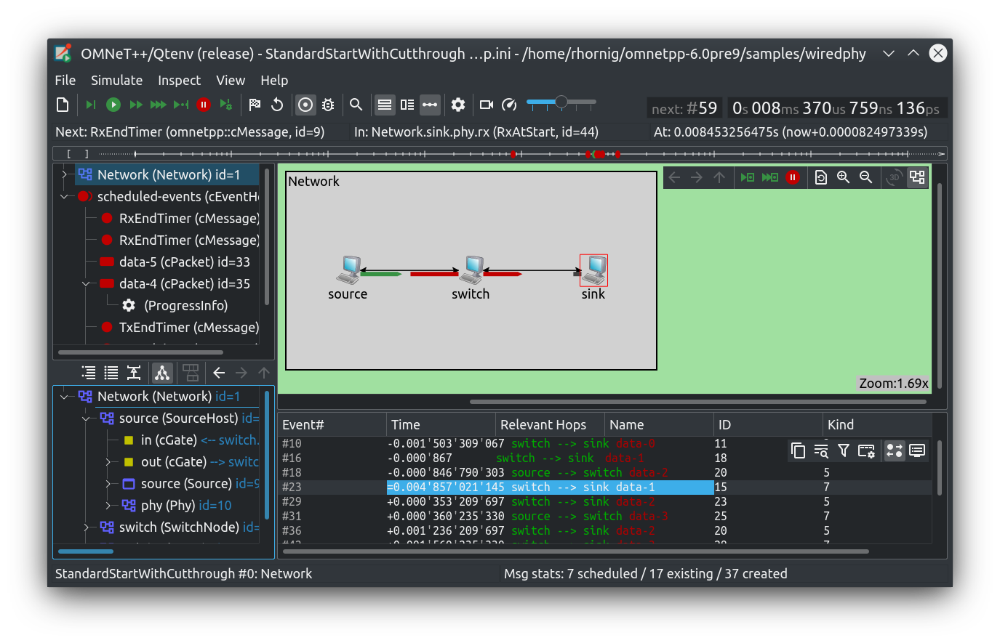 OMNeT++/Qtenv (release) - StandardStartWithCutthrough ...p.ini - /home/rhornig/omnetpp-6.0pre9/samples/wiredphy
File Simulate Inspect View Help
next: #59 0s 008ms 370us 759ns 136ps
Next: RxEndTimer (omnetpp::cMessage, id=9) In: Network.sink.phy.rx (RxAtStart, id=44) At: 0.008453256475s (now+0.000082497339s)
[ ]
Network (Network) id=1
scheduled-events (cEventHe
RxEndTimer (cMessage)
RxEndTimer (cMessage)
data-5 (cPacket) id=33
data-4 (cPacket) id=35
(ProgressInfo)
TxEndTimer (cMessage)
Network
source switch sink
3D
Zoom:1.69x
Network (Network) id=1
source (SourceHost) id=
in (cGate) <-- switch.
out (cGate) --> switc
source (Source) id=9
phy (Phy) id=10
switch (SwitchNode) id=
Event# Time Relevant Hops Name ID Kind
#10 -0.001'503'309'067 switch --> sink data-0 11
#16 -0.000'867 switch --> sink data-1 18
#18 -0.000'846'790'303 source --> switch data-2 20 5
#23 =0.004'857'021'145 switch --> sink data-1 15 7
#29 +0.000'353'209'697 switch --> sink data-2 23 5
#31 +0.000'360'235'330 source --> switch data-3 25 7
#36 +0.001'236'209'697 switch --> sink data-2 20 5
StandardStartWithCutthrough #0: Network Msg stats: 7 scheduled / 17 existing / 37 created